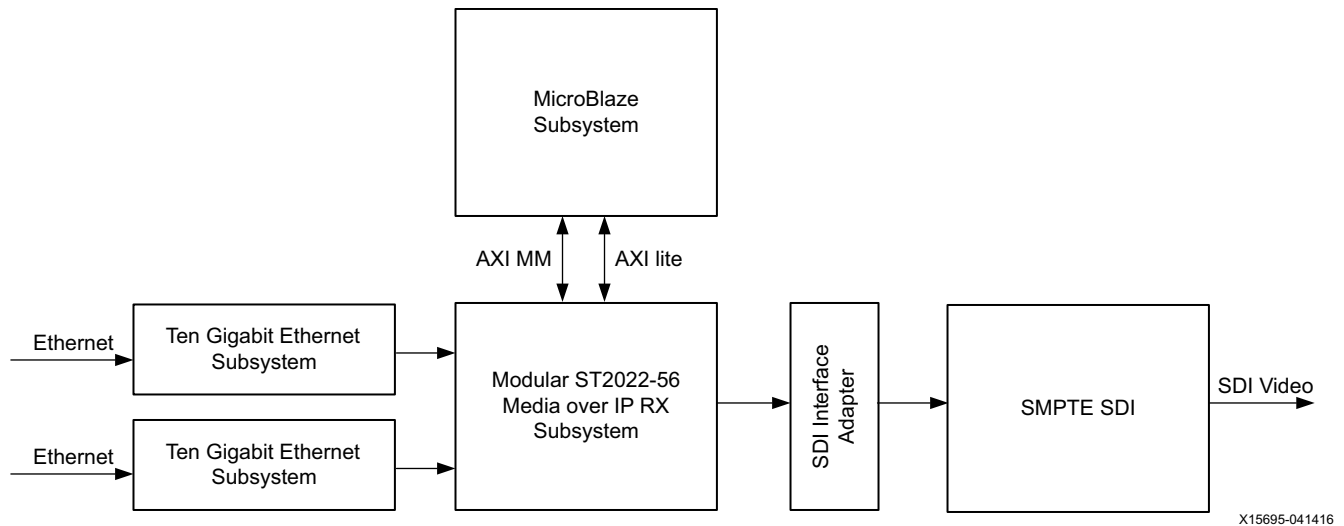 MicroBlaze
Subsystem
AXI MM
AXI lite
Ethernet
Ten Gigabit Ethernet
Subsystem
Ethernet
Ten Gigabit Ethernet
Subsystem
Modular ST2022-56
Media over IP RX
Subsystem
SDI Interface
Adapter
SMPTE SDI
SDI Video
X15695-041416